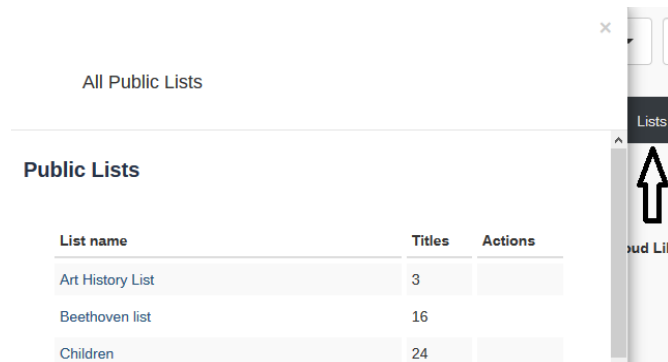 ×
All Public Lists
Lists
Public Lists
List name Titles Actions
Art History List 3
Beethoven list 16
Children 24